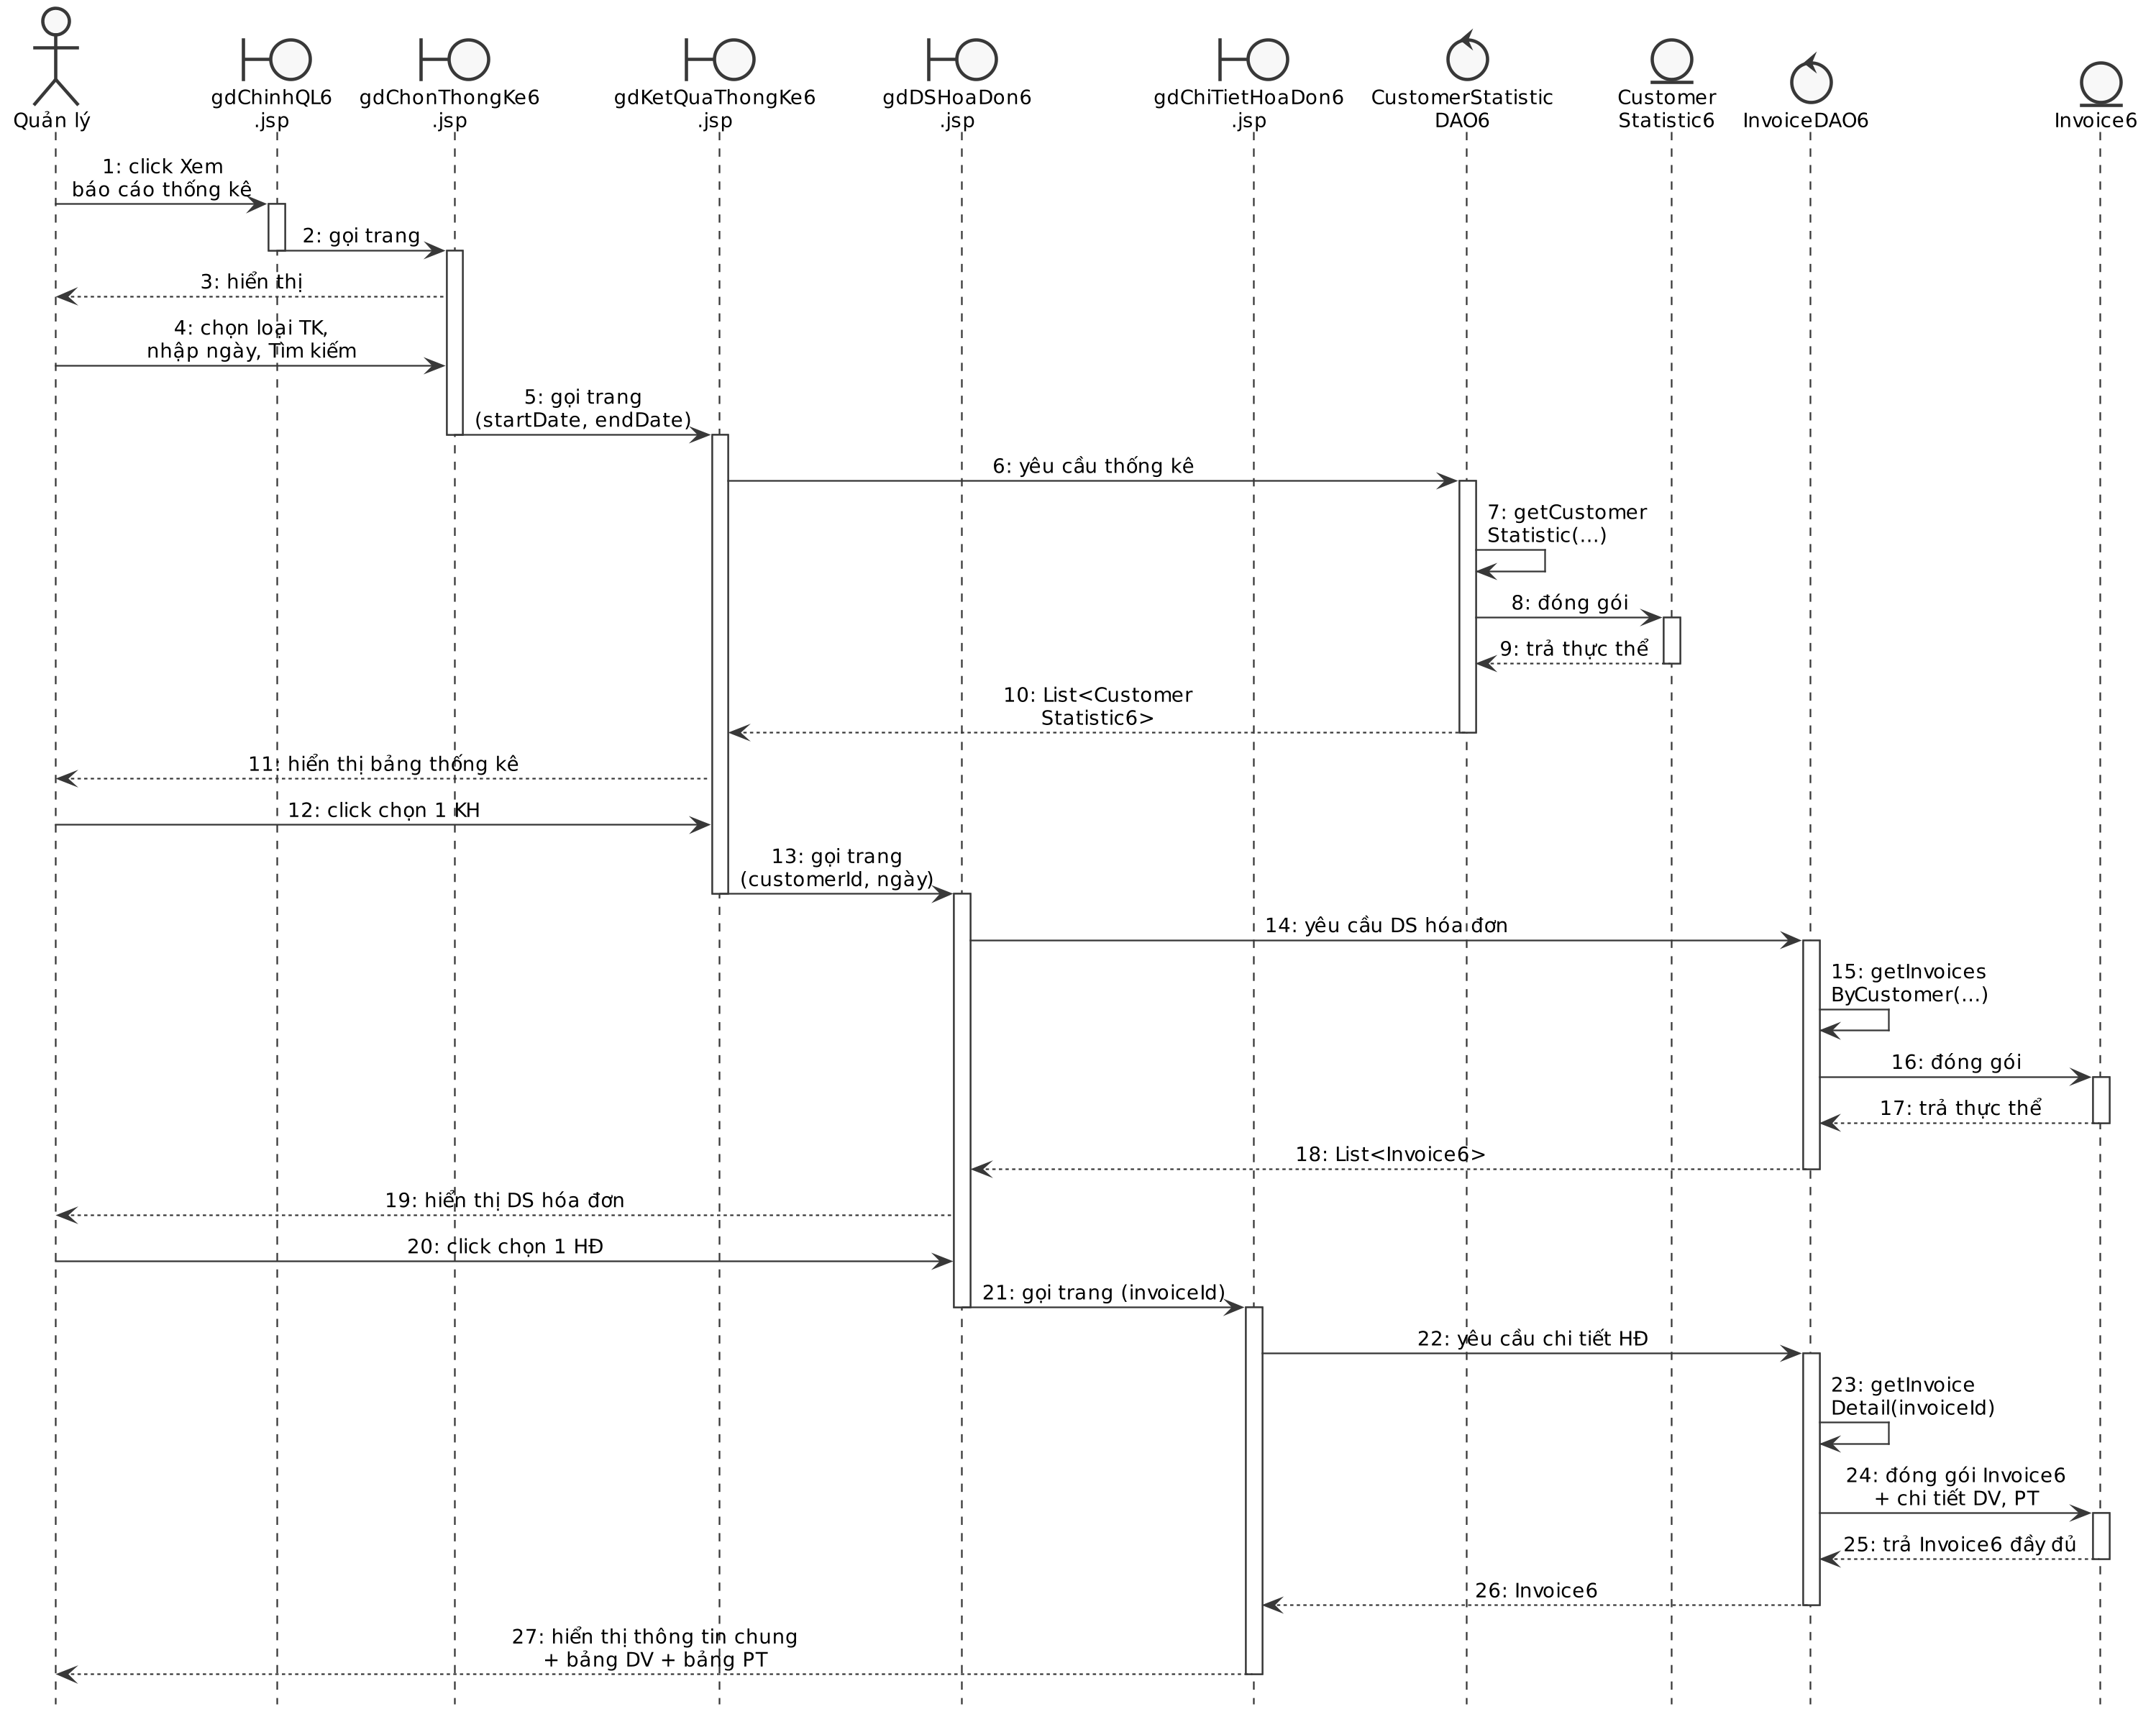 Quản lý
gdChinhQL6
.jsp
gdChonThongKe6
.jsp
gdKetQuaThongKe6
.jsp
gdDSHoaDon6
.jsp
gdChiTietHoaDon6
.jsp
CustomerStatistic
DAO6
Customer
Statistic6
InvoiceDAO6
Invoice6
1: click Xem
báo cáo thống kê
2: gọi trang
3: hiển thị
4: chọn loại TK,
nhập ngày, Tìm kiếm
5: gọi trang
(startDate, endDate)
6: yêu cầu thống kê
7: getCustomer
Statistic(...)
8: đóng gói
9: trả thực thể
10: List<Customer
Statistic6>
11: hiển thị bảng thống kê
12: click chọn 1 KH
13: gọi trang
(customerId, ngày)
14: yêu cầu DS hóa đơn
15: getInvoices
ByCustomer(...)
16: đóng gói
17: trả thực thể
18: List<Invoice6>
19: hiển thị DS hóa đơn
20: click chọn 1 HĐ
21: gọi trang (invoiceId)
22: yêu cầu chi tiết HĐ
23: getInvoice
Detail(invoiceId)
24: đóng gói Invoice6
+ chi tiết DV, PT
25: trả Invoice6 đầy đủ
26: Invoice6
27: hiển thị thông tin chung
+ bảng DV + bảng PT